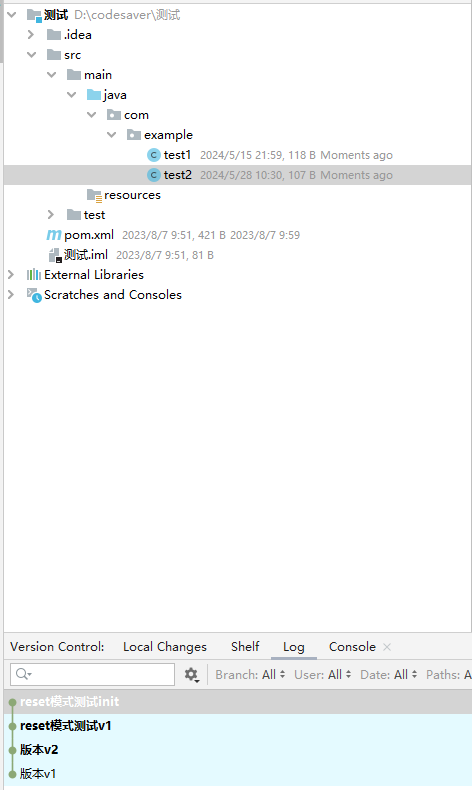 测试 D:\codesaver\测试
.idea
src
main
java
com
example
test1 2024/5/15 21:59, 118 B Moments ago
test2 2024/5/28 10:30, 107 B Moments ago
resources
test
pom.xml 2023/8/7 9:51, 421 B 2023/8/7 9:59
测试.iml 2023/8/7 9:51, 81 B
External Libraries
Scratches and Consoles
Version Control: Local Changes Shelf Log Console
Branch: All User: All Date: All Paths: A
reset模式测试init
reset模式测试v1
版本v2
版本v1